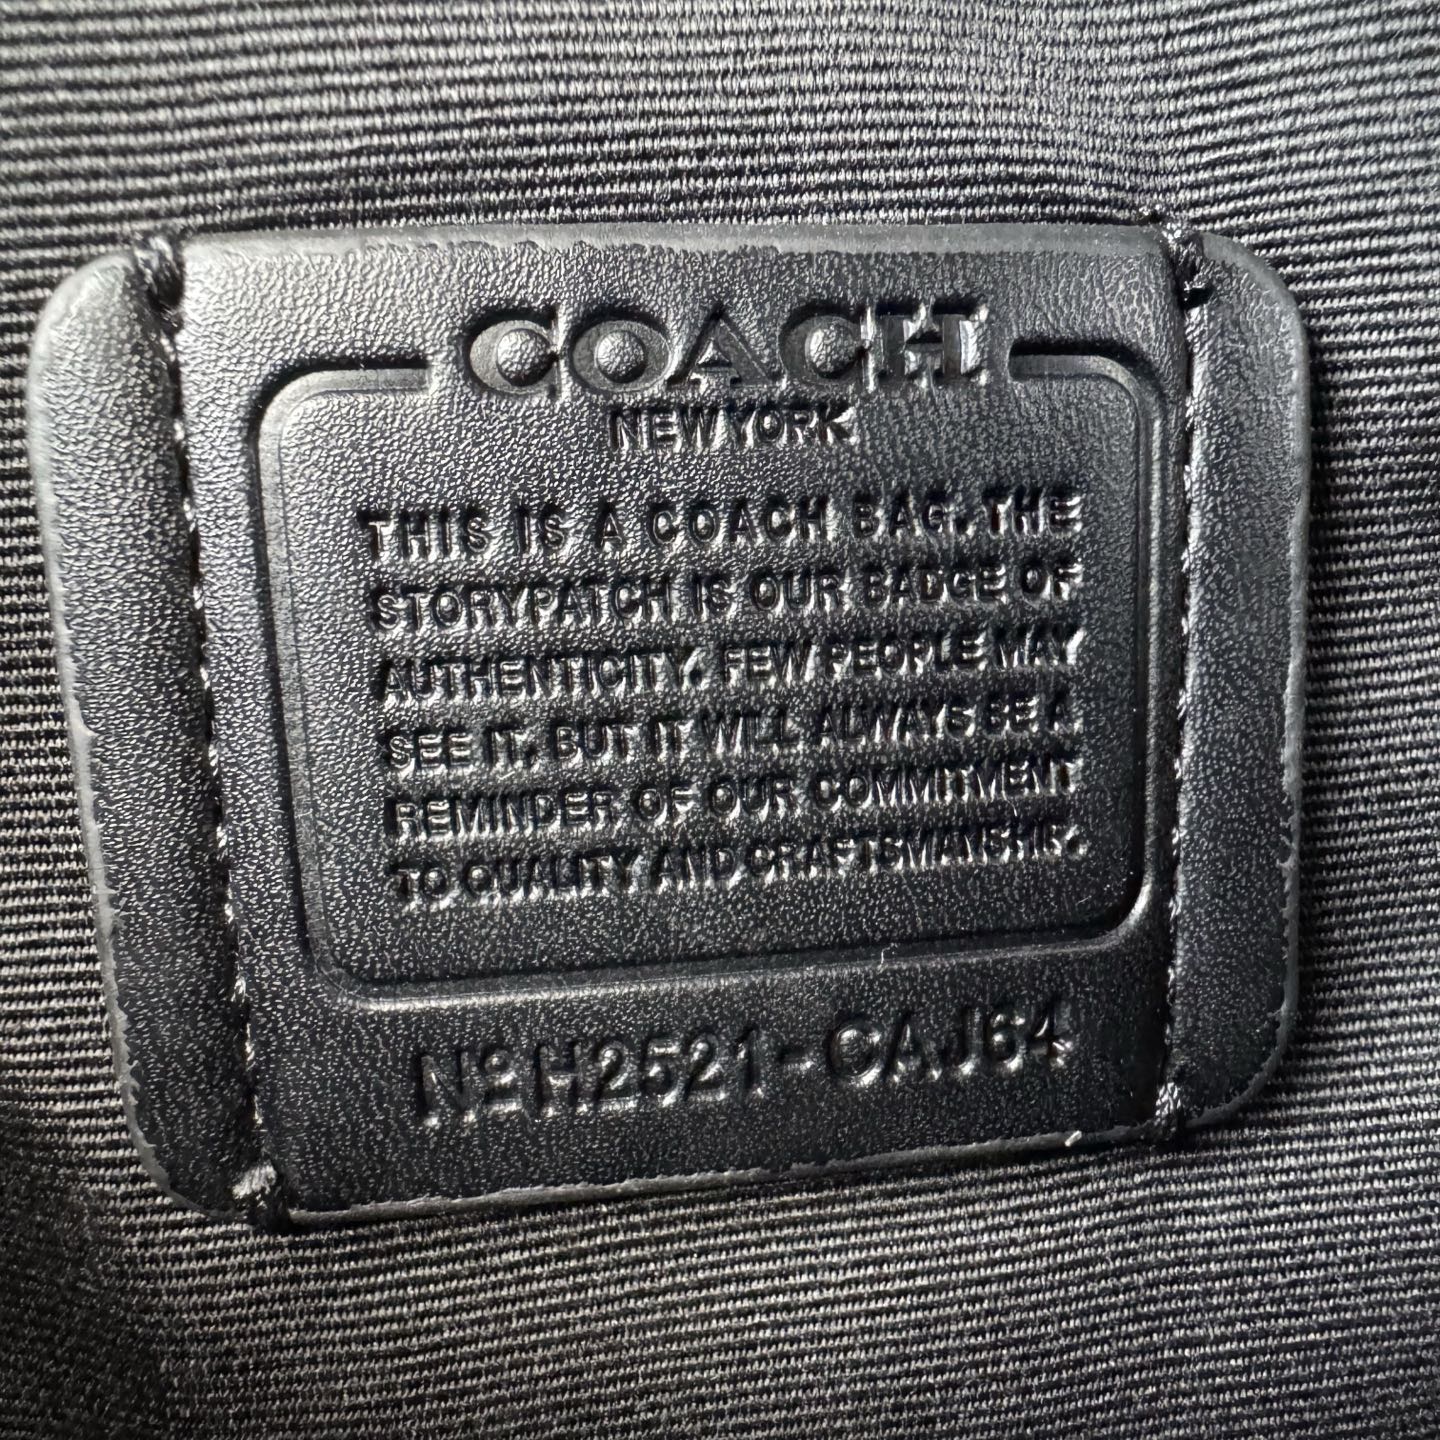 COACH
NEW YORK
THIS IS A COACH BAG. THE
STORYPATCH IS OUR BADGE OF
AUTHENTICITY. FEW PEOPLE MAY
SEE IT, BUT IT WILL ALWAYS BE A
REMINDER OF OUR COMMITMENT
TO QUALITY AND CRAFTSMANSHIP.
Nº H2521-CAJ64